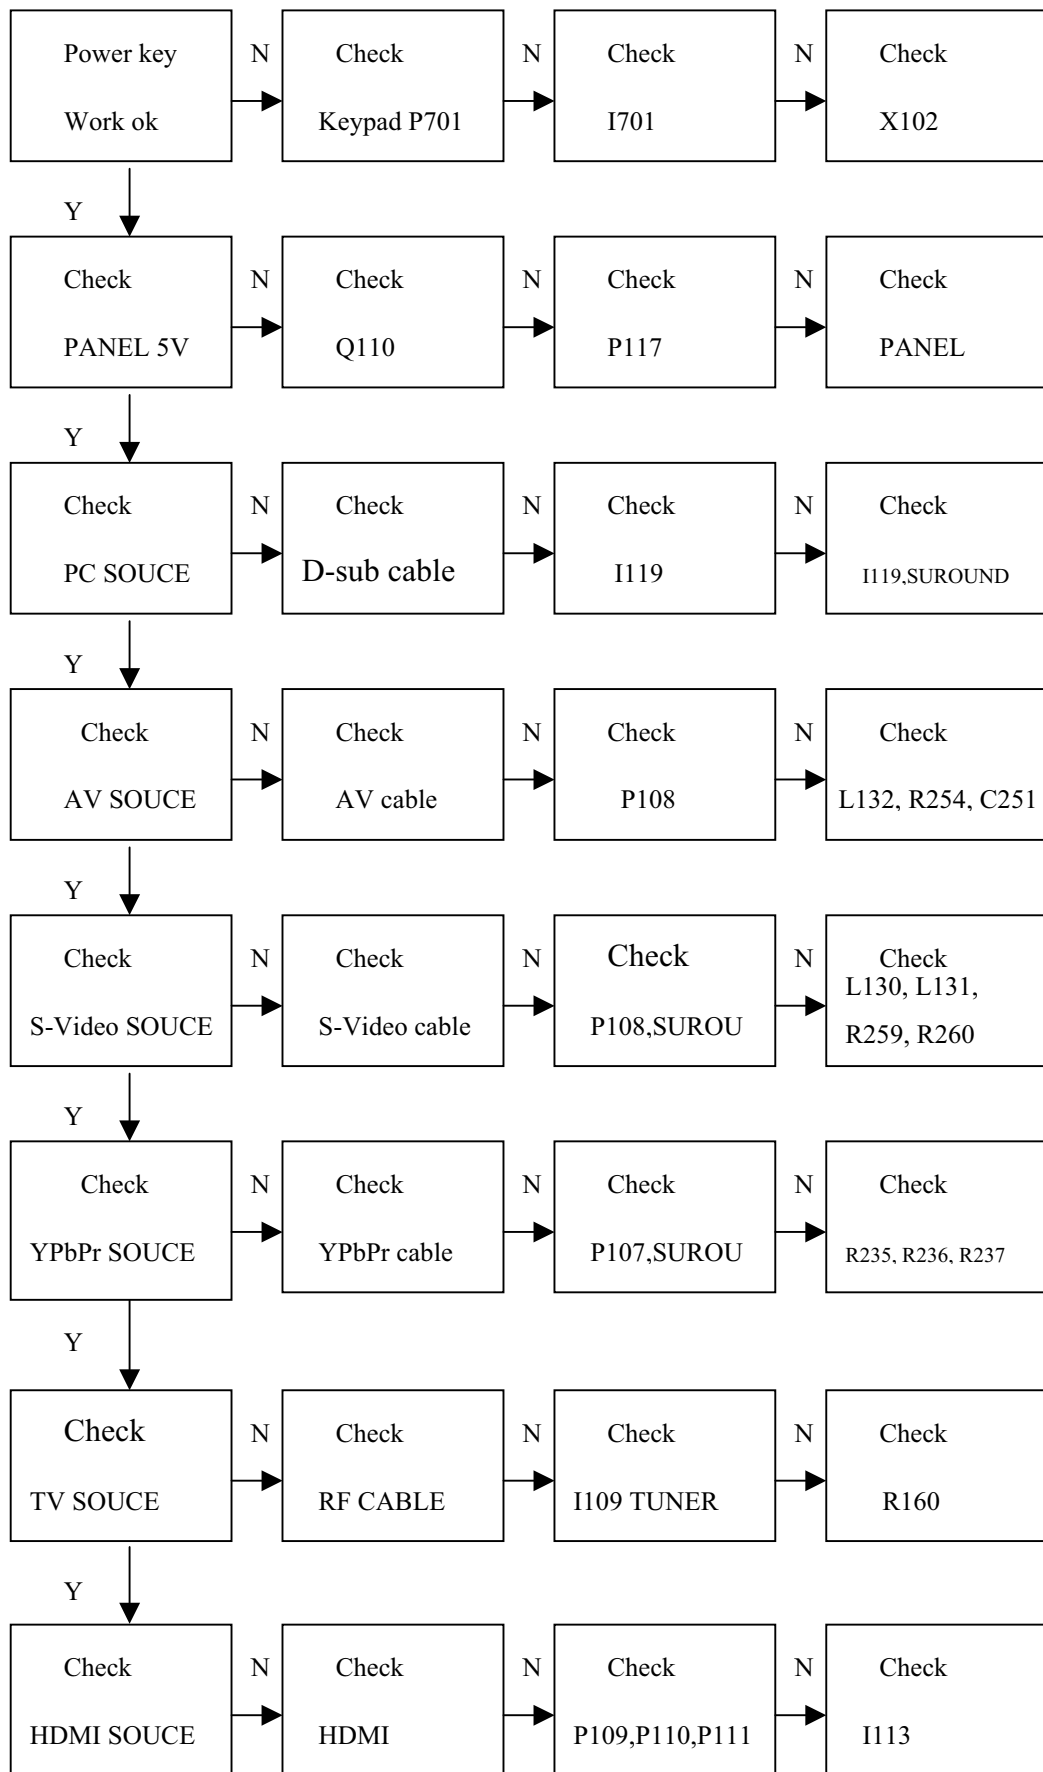 Power key N Check N Check N Check
Work ok Keypad P701 I701 X102
Y
Check N Check N Check N Check
PANEL 5V Q110 P117 PANEL
Y
Check N Check N Check N Check
PC SOUCE D-sub cable I119 I119,SUROUND
Y
Check N Check N Check N Check
AV SOUCE AV cable P108 L132, R254, C251
Y
Check N Check N Check N Check
L130, L131,
S-Video SOUCE S-Video cable P108,SUROU R259, R260
Y
Check N Check N Check N Check
YPbPr SOUCE YPbPr cable P107,SUROU R235, R236, R237
Y
Check N Check N Check N Check
TV SOUCE RF CABLE I109 TUNER R160
Y
Check N Check N Check N Check
HDMI SOUCE HDMI P109,P110,P111 I113